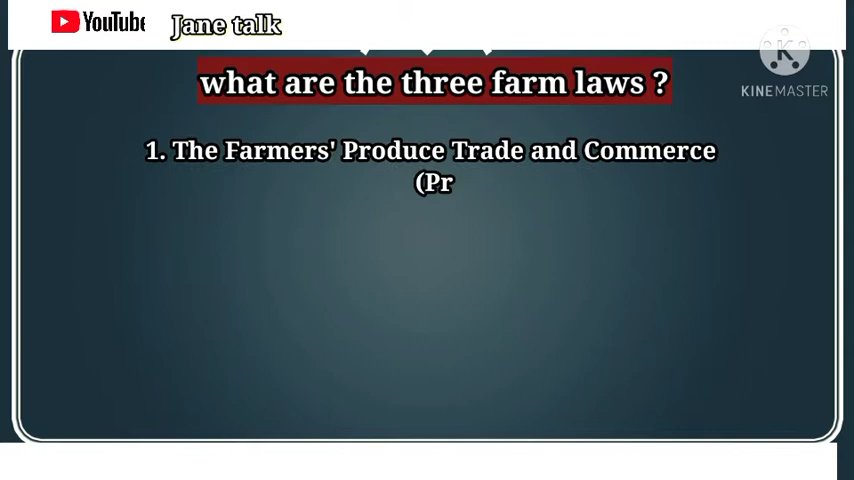 YouTube Jane talk
KINEMASTER
what are the three farm laws ?
1. The Farmers' Produce Trade and Commerce
(Pr